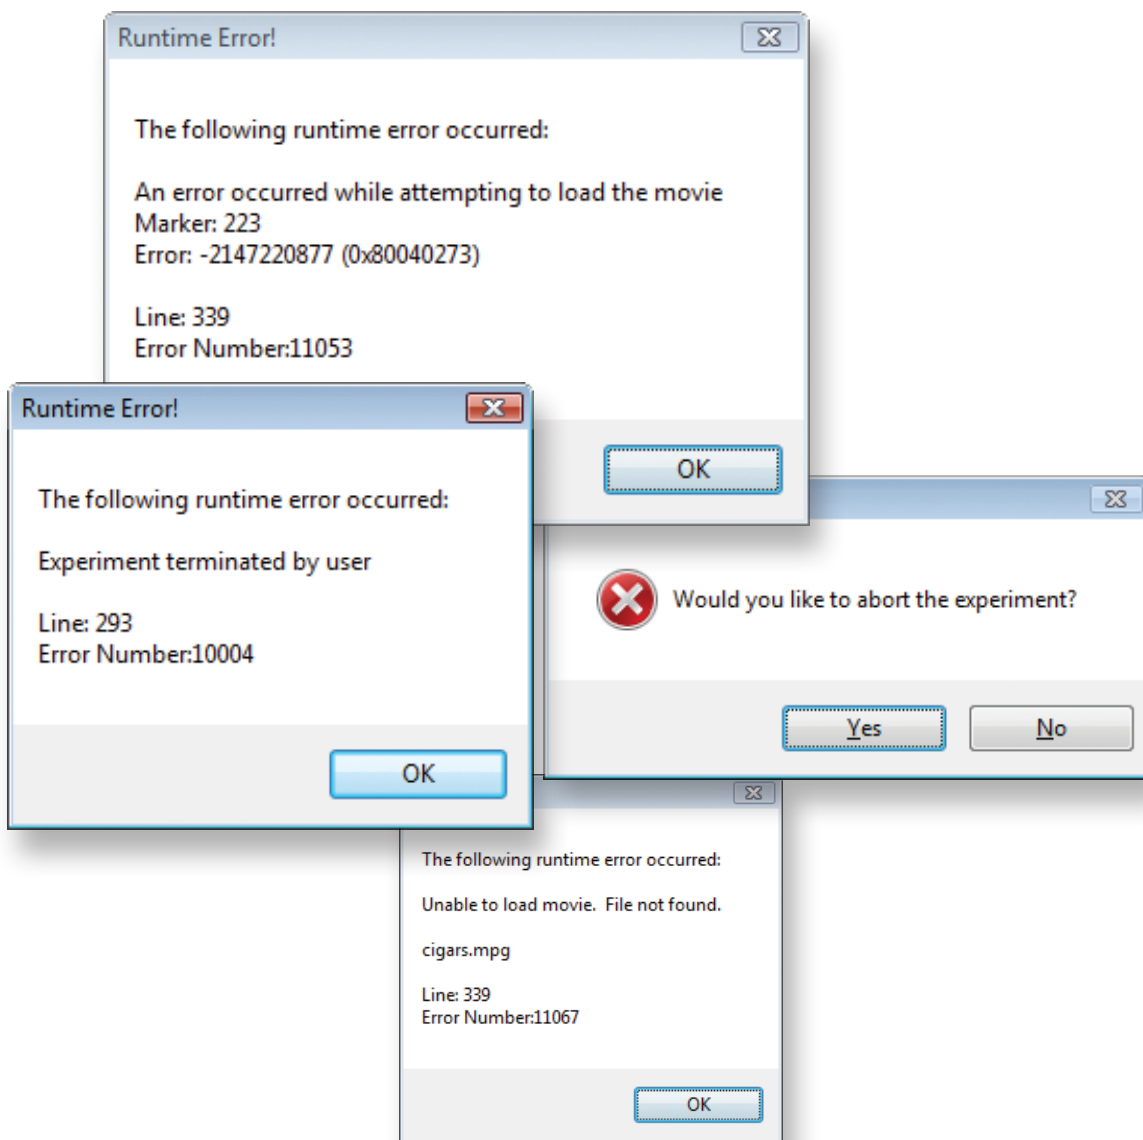 Runtime Error!
The following runtime error occurred:
An error occurred while attempting to load the movie
Marker: 223
Error: -2147220877 (0x80040273)
Line: 339
Error Number:11053
OK
Runtime Error!
The following runtime error occurred:
Experiment terminated by user
Line: 293
Error Number:10004
OK
Would you like to abort the experiment?
Yes
No
The following runtime error occurred:
Unable to load movie.  File not found.
cigars.mpg
Line: 339
Error Number:11067
OK